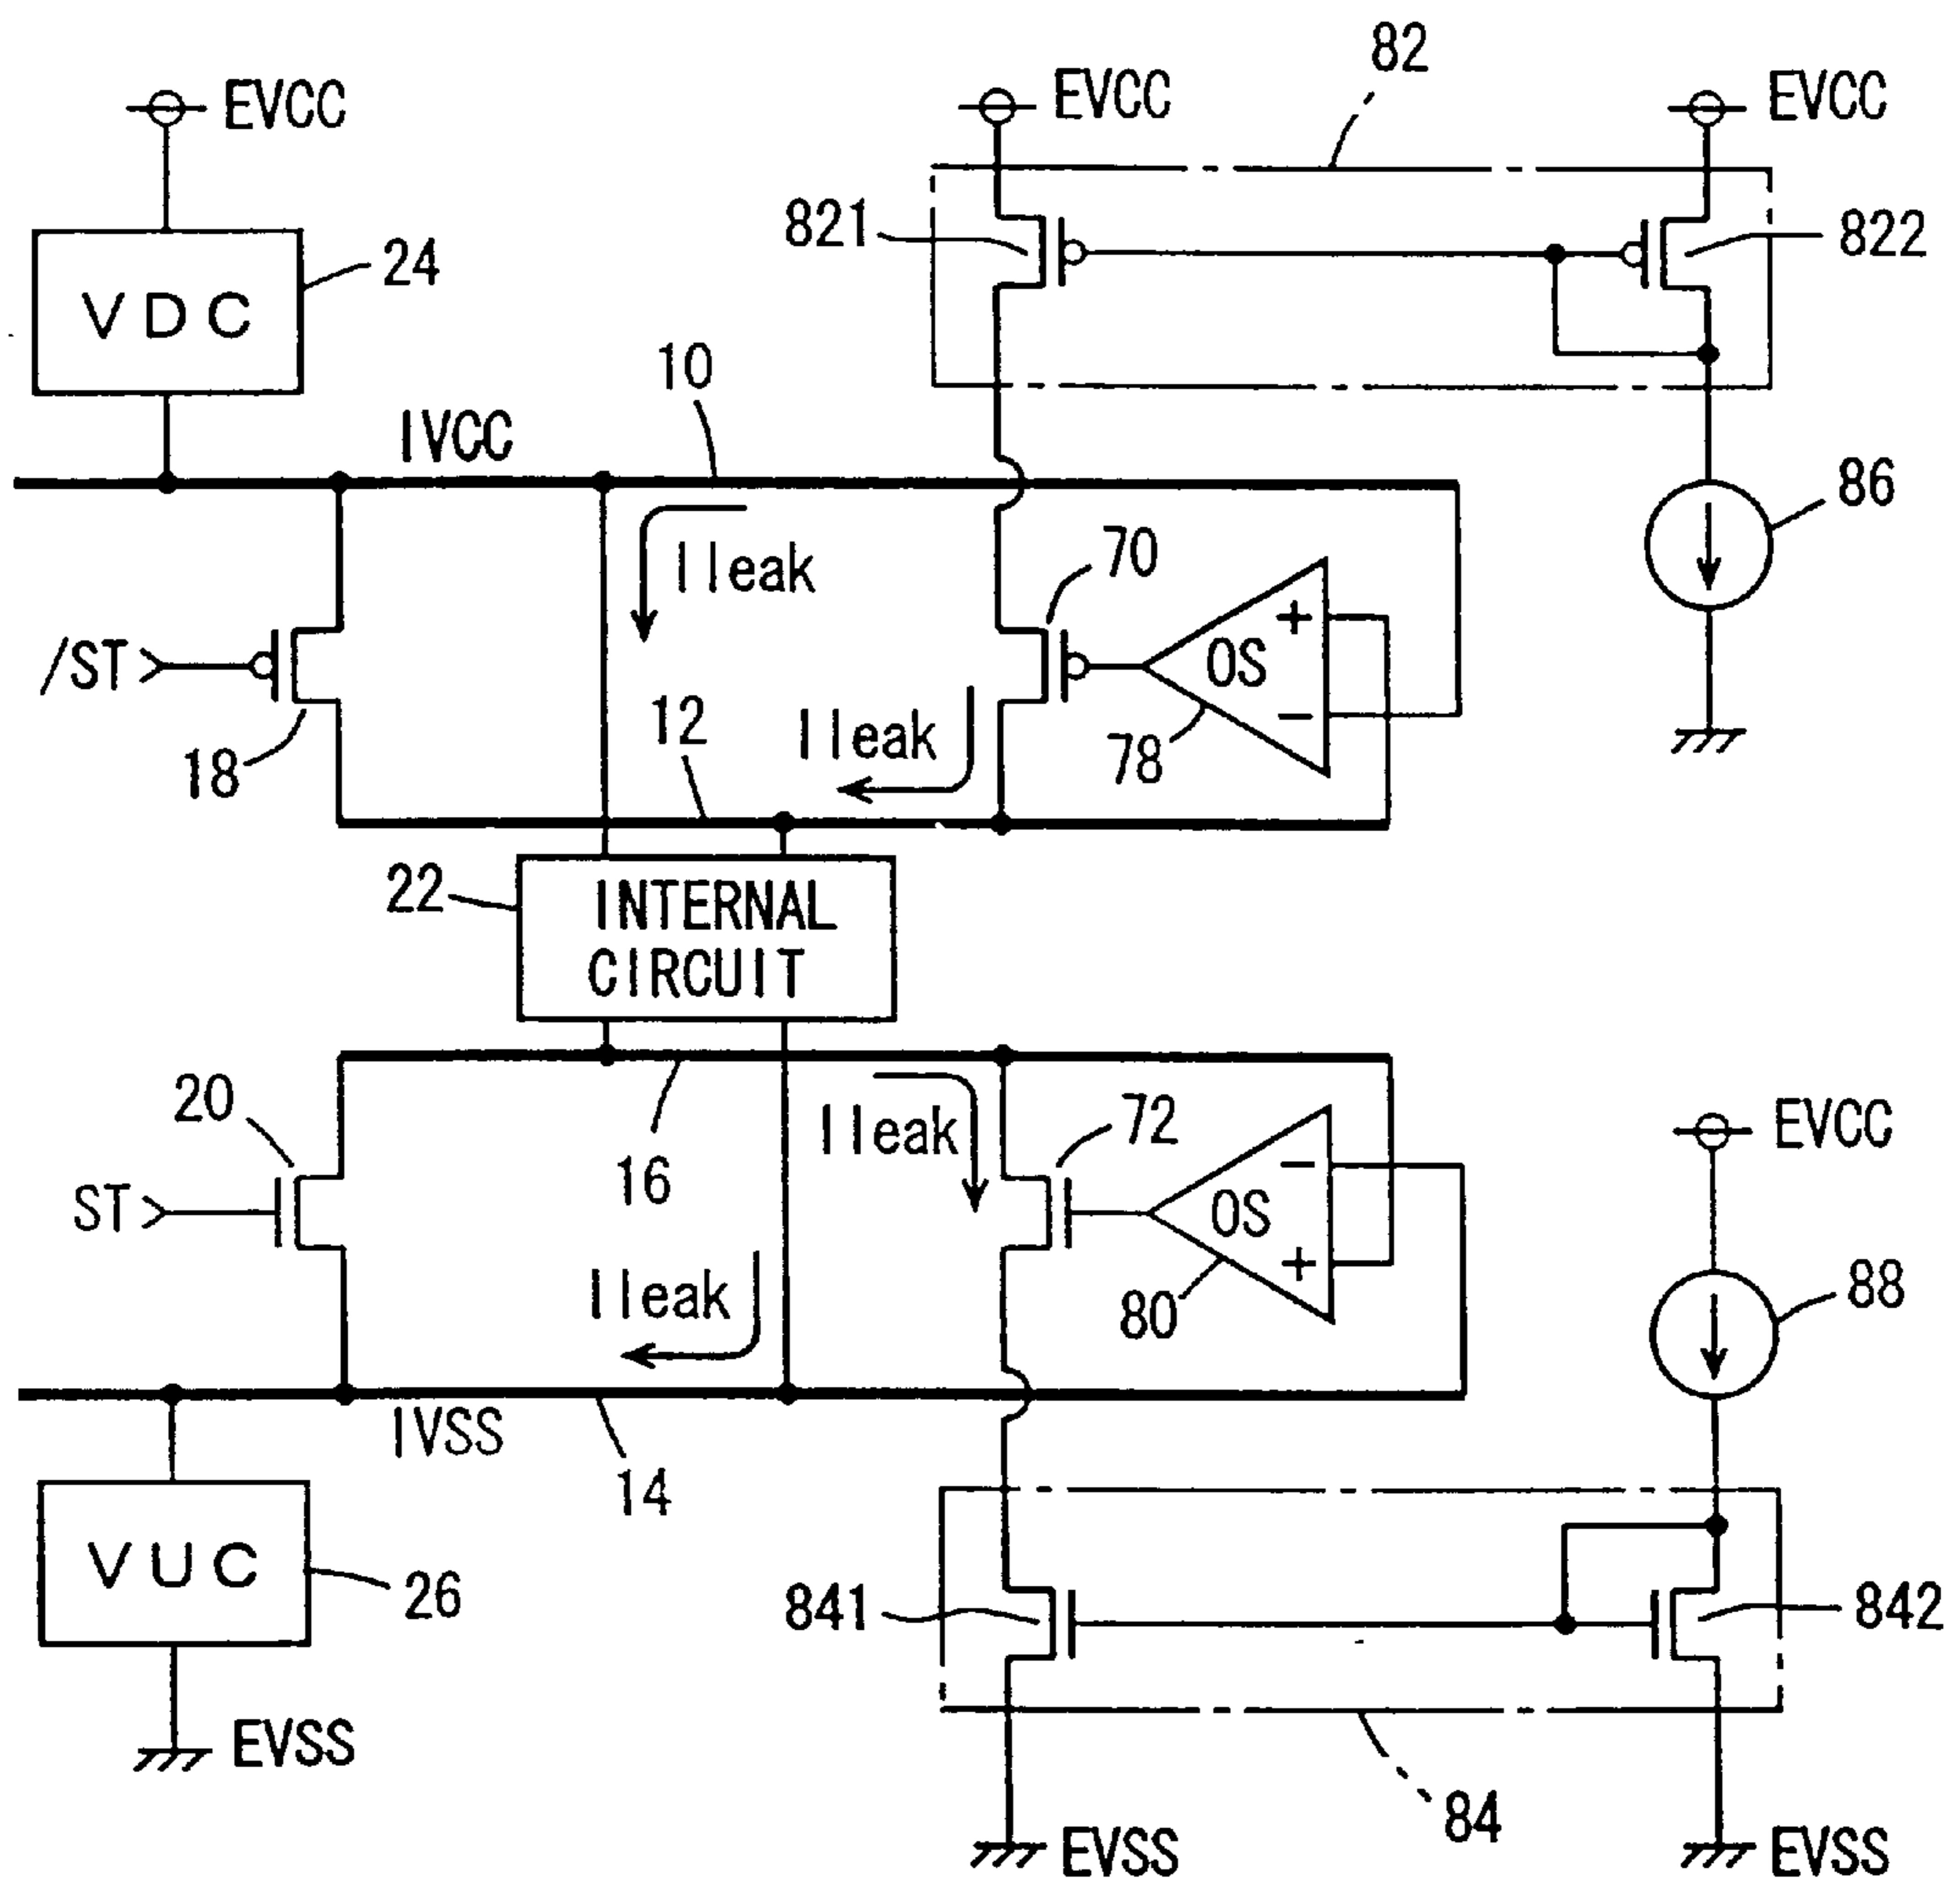 82
EVCC
EVCC
EVCC
821
822
24
VDC
10
IVCC
86
Ileak
70
/ST
+
OS
-
12
Ileak
78
18
22
INTERNAL
CIRCUIT
20
72
EVCC
Ileak
-
ST
16
OS
+
Ileak
80
88
IVSS
14
VUC
26
841
842
EVSS
84
EVSS
EVSS